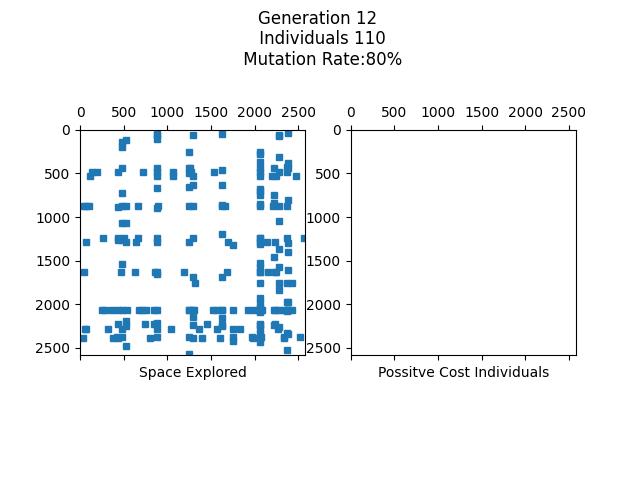 Generation 12
Individuals 110
Mutation Rate:80%
0 500 1000 1500 2000 2500
0 500 1000 1500 2000 2500
0
500
1000
1500
2000
2500
0
500
1000
1500
2000
2500
Space Explored
Possitve Cost Individuals